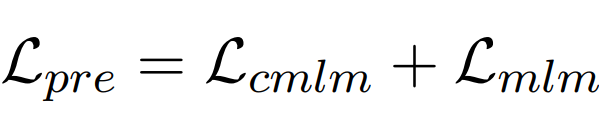 ℒ_{pre} = ℒ_{cmlm} + ℒ_{mlm}